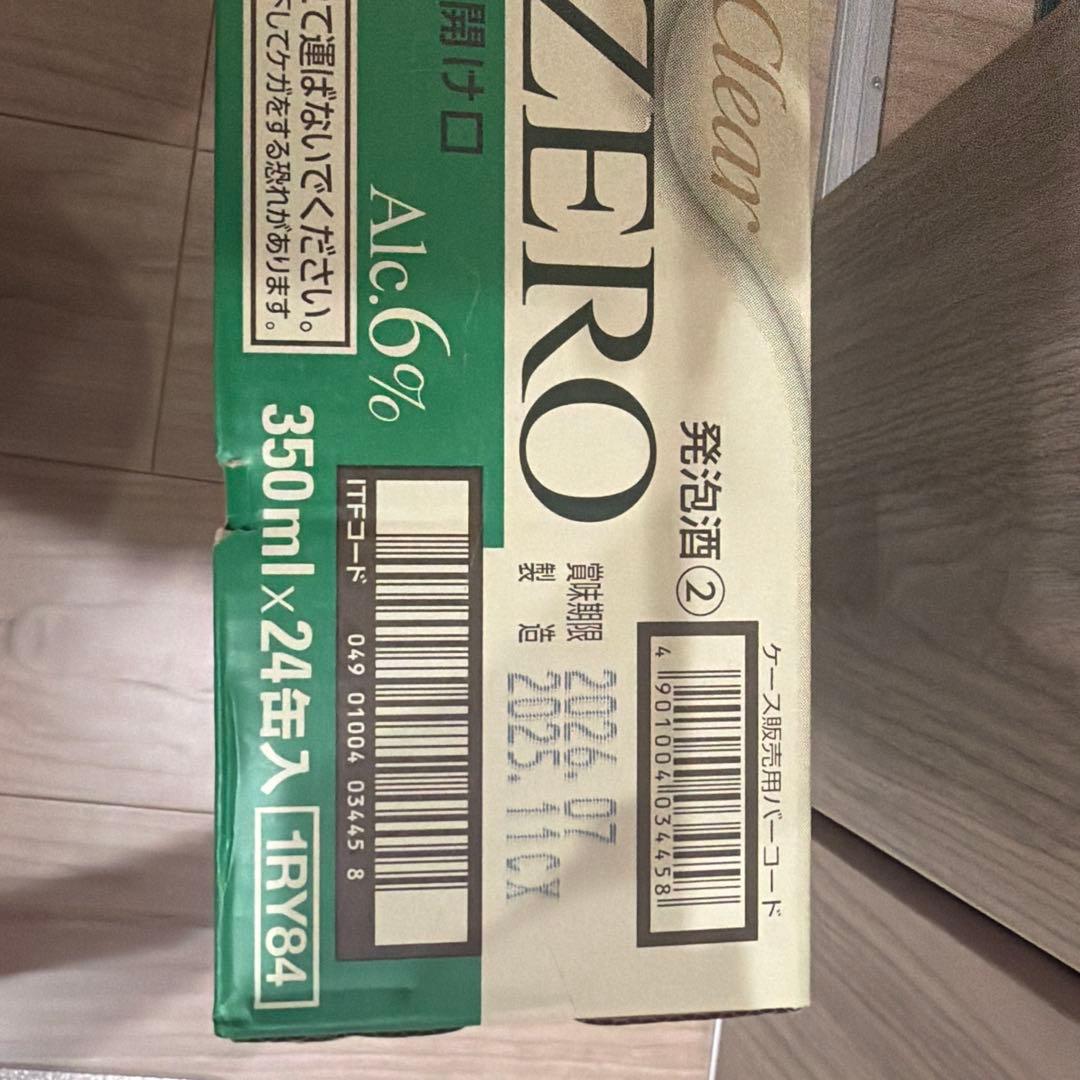 Clear
ZERO
発泡酒②
ケース販売用バーコード
4 901004 034458
賞味期限 2026.07
製造 2025.11CX
開け口
Alc.6%
ITFコード 049 01004 03445 8
て運ばないでください。
してケガをする恐れがあります。
350ml×24缶入 1RY84